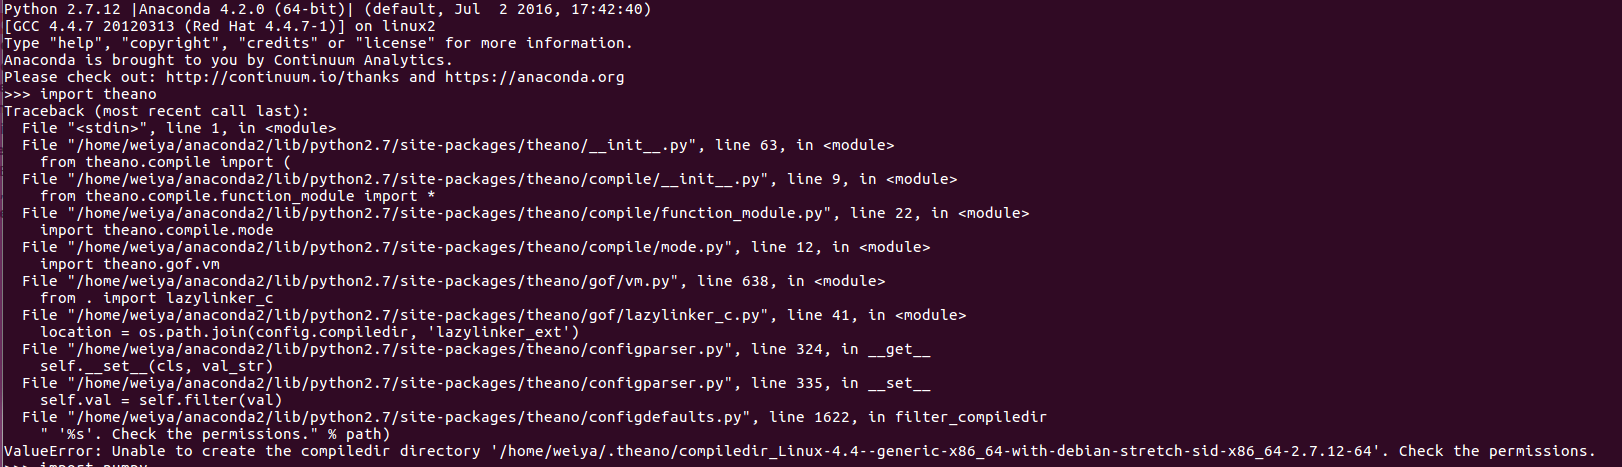 Python 2.7.12 |Anaconda 4.2.0 (64-bit)| (default, Jul  2 2016, 17:42:40)
[GCC 4.4.7 20120313 (Red Hat 4.4.7-1)] on linux2
Type "help", "copyright", "credits" or "license" for more information.
Anaconda is brought to you by Continuum Analytics.
Please check out: http://continuum.io/thanks and https://anaconda.org
>>> import theano
Traceback (most recent call last):
  File "<stdin>", line 1, in <module>
  File "/home/weiya/anaconda2/lib/python2.7/site-packages/theano/__init__.py", line 63, in <module>
    from theano.compile import (
  File "/home/weiya/anaconda2/lib/python2.7/site-packages/theano/compile/__init__.py", line 9, in <module>
    from theano.compile.function_module import *
  File "/home/weiya/anaconda2/lib/python2.7/site-packages/theano/compile/function_module.py", line 22, in <module>
    import theano.compile.mode
  File "/home/weiya/anaconda2/lib/python2.7/site-packages/theano/compile/mode.py", line 12, in <module>
    import theano.gof.vm
  File "/home/weiya/anaconda2/lib/python2.7/site-packages/theano/gof/vm.py", line 638, in <module>
    from . import lazylinker_c
  File "/home/weiya/anaconda2/lib/python2.7/site-packages/theano/gof/lazylinker_c.py", line 41, in <module>
    location = os.path.join(config.compiledir, 'lazylinker_ext')
  File "/home/weiya/anaconda2/lib/python2.7/site-packages/theano/configparser.py", line 324, in __get__
    self.__set__(cls, val_str)
  File "/home/weiya/anaconda2/lib/python2.7/site-packages/theano/configparser.py", line 335, in __set__
    self.val = self.filter(val)
  File "/home/weiya/anaconda2/lib/python2.7/site-packages/theano/configdefaults.py", line 1622, in filter_compiledir
    " '%s'. Check the permissions." % path)
ValueError: Unable to create the compiledir directory '/home/weiya/.theano/compiledir_Linux-4.4--generic-x86_64-with-debian-stretch-sid-x86_64-2.7.12-64'. Check the permissions.
>>> import numpy